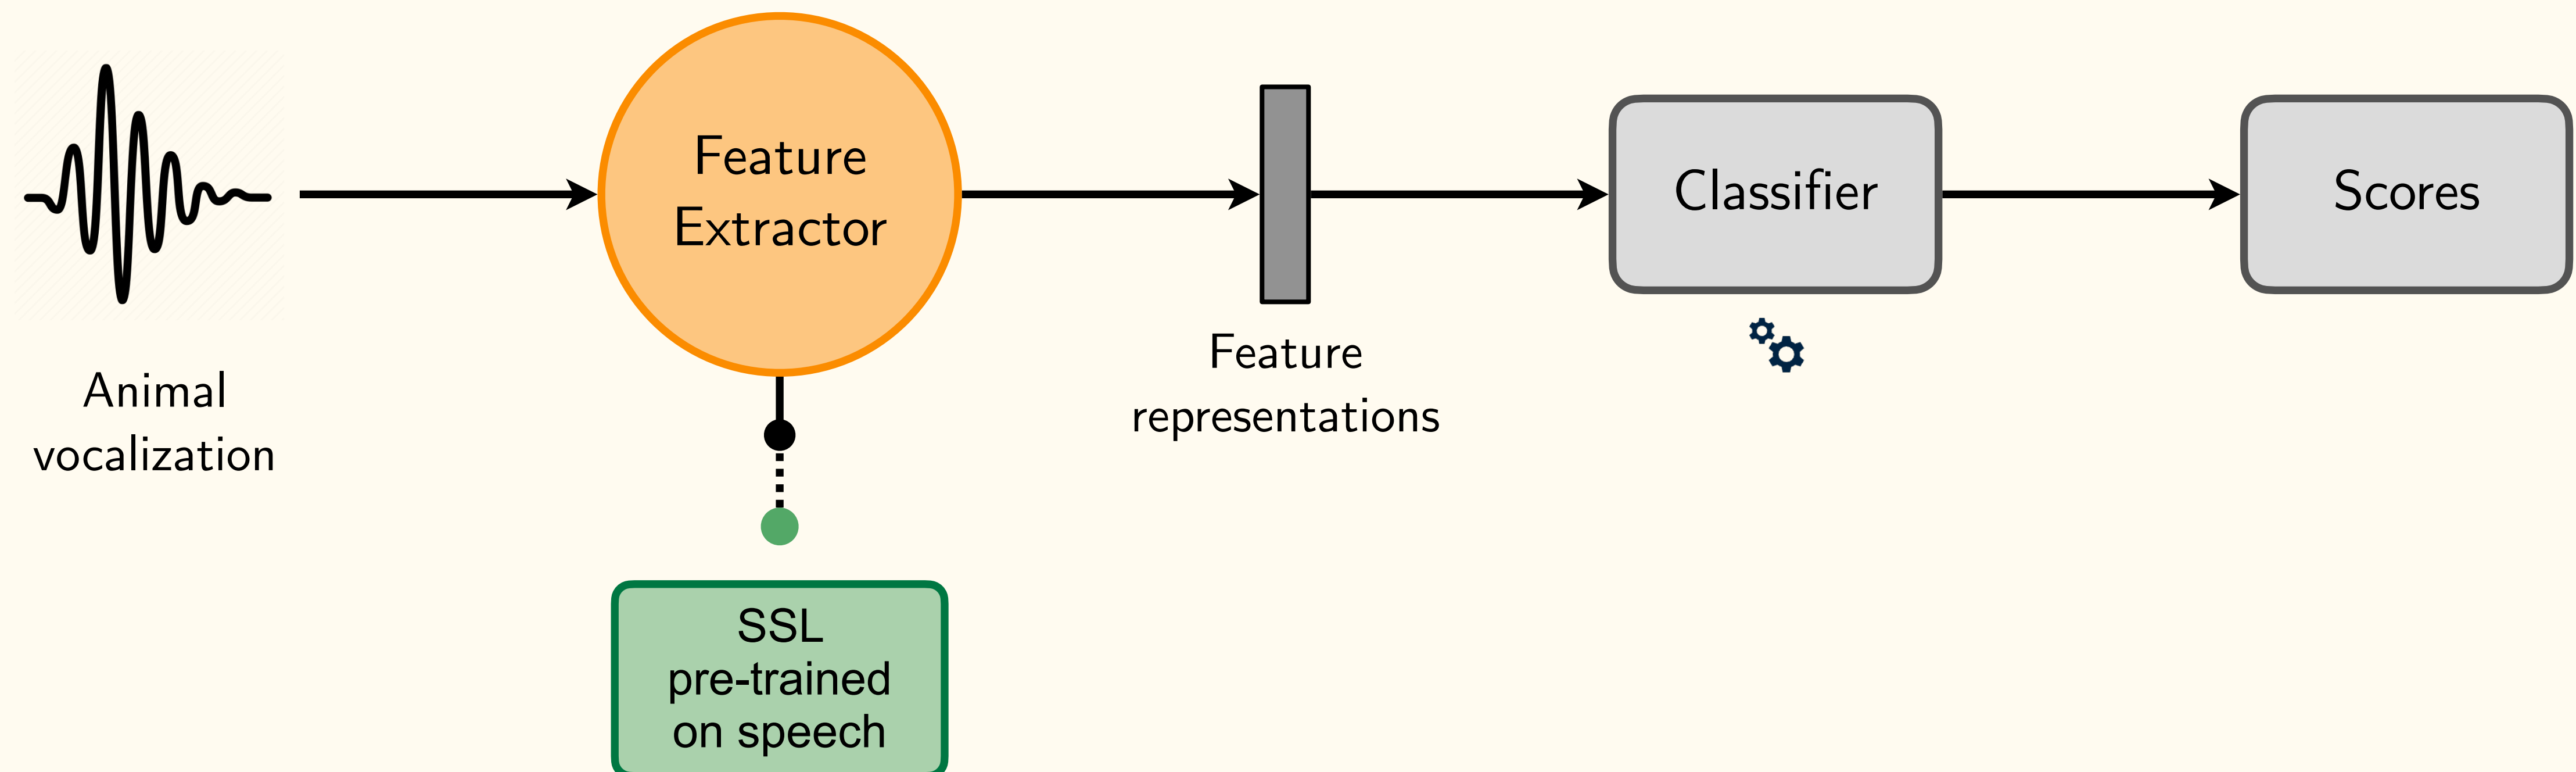 Animal
vocalization
Feature
Extractor
SSL
pre-trained
on speech
Feature
representations
Classifier
Scores